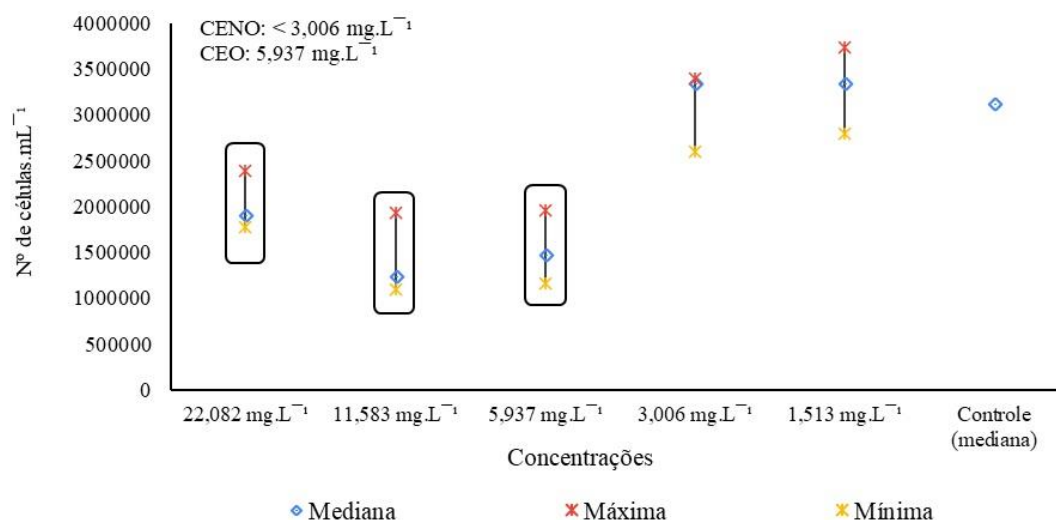 4000000
CENO: < 3,006 mg.L⁻¹
CEO: 5,937 mg.L⁻¹
3500000
3000000
2500000
2000000
1500000
1000000
500000
0
Nº de células.mL⁻¹
22,082 mg.L⁻¹ 11,583 mg.L⁻¹ 5,937 mg.L⁻¹ 3,006 mg.L⁻¹ 1,513 mg.L⁻¹ Controle
(mediana)
Concentrações
Mediana Máxima Mínima